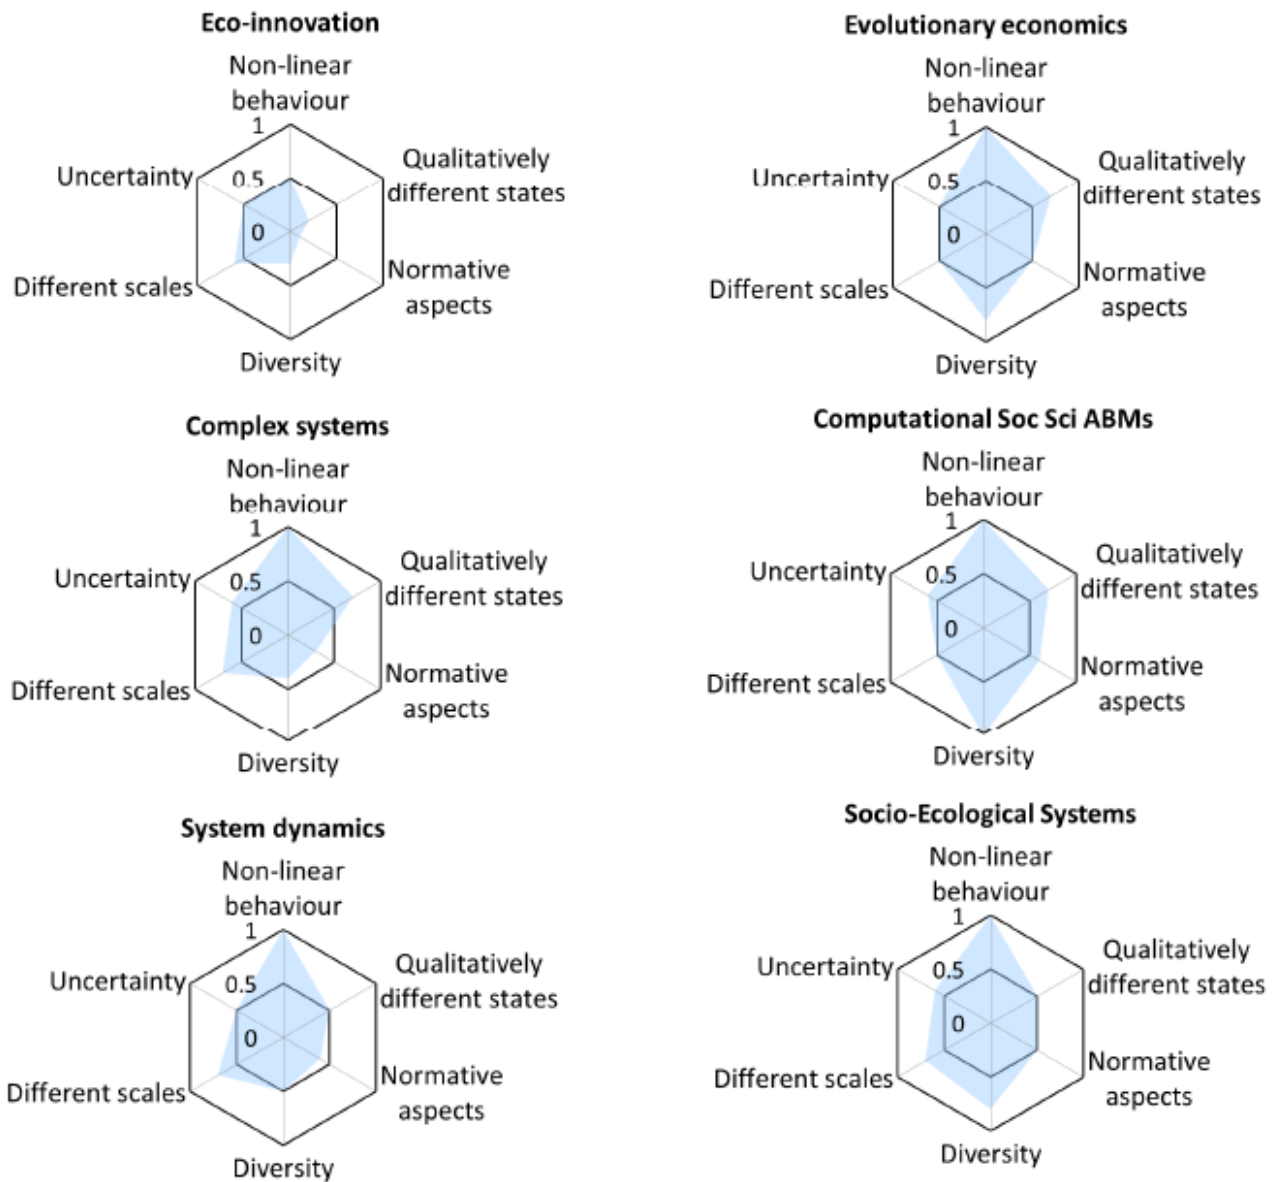 Eco-innovation
Non-linear
behaviour
1
Uncertainty
0.5
Qualitatively
different states
0
Different scales
Normative
aspects
Diversity
Evolutionary economics
Non-linear
behaviour
1
Uncertainty
0.5
Qualitatively
different states
0
Different scales
Normative
aspects
Diversity
Complex systems
Non-linear
behaviour
1
Uncertainty
0.5
Qualitatively
different states
0
Different scales
Normative
aspects
Diversity
Computational Soc Sci ABMs
Non-linear
behaviour
1
Uncertainty
0.5
Qualitatively
different states
0
Different scales
Normative
aspects
Diversity
System dynamics
Non-linear
behaviour
1
Uncertainty
0.5
Qualitatively
different states
0
Different scales
Normative
aspects
Diversity
Socio-Ecological Systems
Non-linear
behaviour
1
Uncertainty
0.5
Qualitatively
different states
0
Different scales
Normative
aspects
Diversity